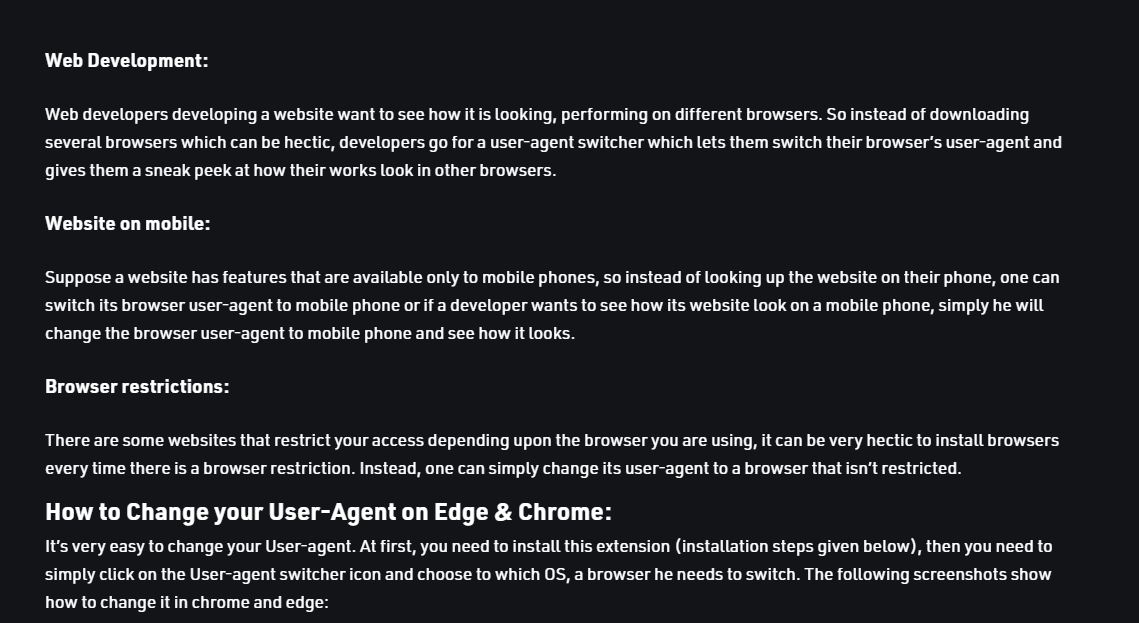 Web Development:
Web developers developing a website want to see how it is looking, performing on different browsers. So instead of downloading
several browsers which can be hectic, developers go for a user-agent switcher which lets them switch their browser's user-agent and
gives them a sneak peek at how their works look in other browsers.
Website on mobile:
Suppose a website has features that are available only to mobile phones, so instead of looking up the website on their phone, one can
switch its browser user-agent to mobile phone or if a developer wants to see how its website look on a mobile phone, simply he will
change the browser user-agent to mobile phone and see how it looks.
Browser restrictions:
There are some websites that restrict your access depending upon the browser you are using, it can be very hectic to install browsers
every time there is a browser restriction. Instead, one can simply change its user-agent to a browser that isn't restricted.
How to Change your User-Agent on Edge & Chrome:
It's very easy to change your User-agent. At first, you need to install this extension (installation steps given below), then you need to
simply click on the User-agent switcher icon and choose to which OS, a browser he needs to switch. The following screenshots show
how to change it in chrome and edge: